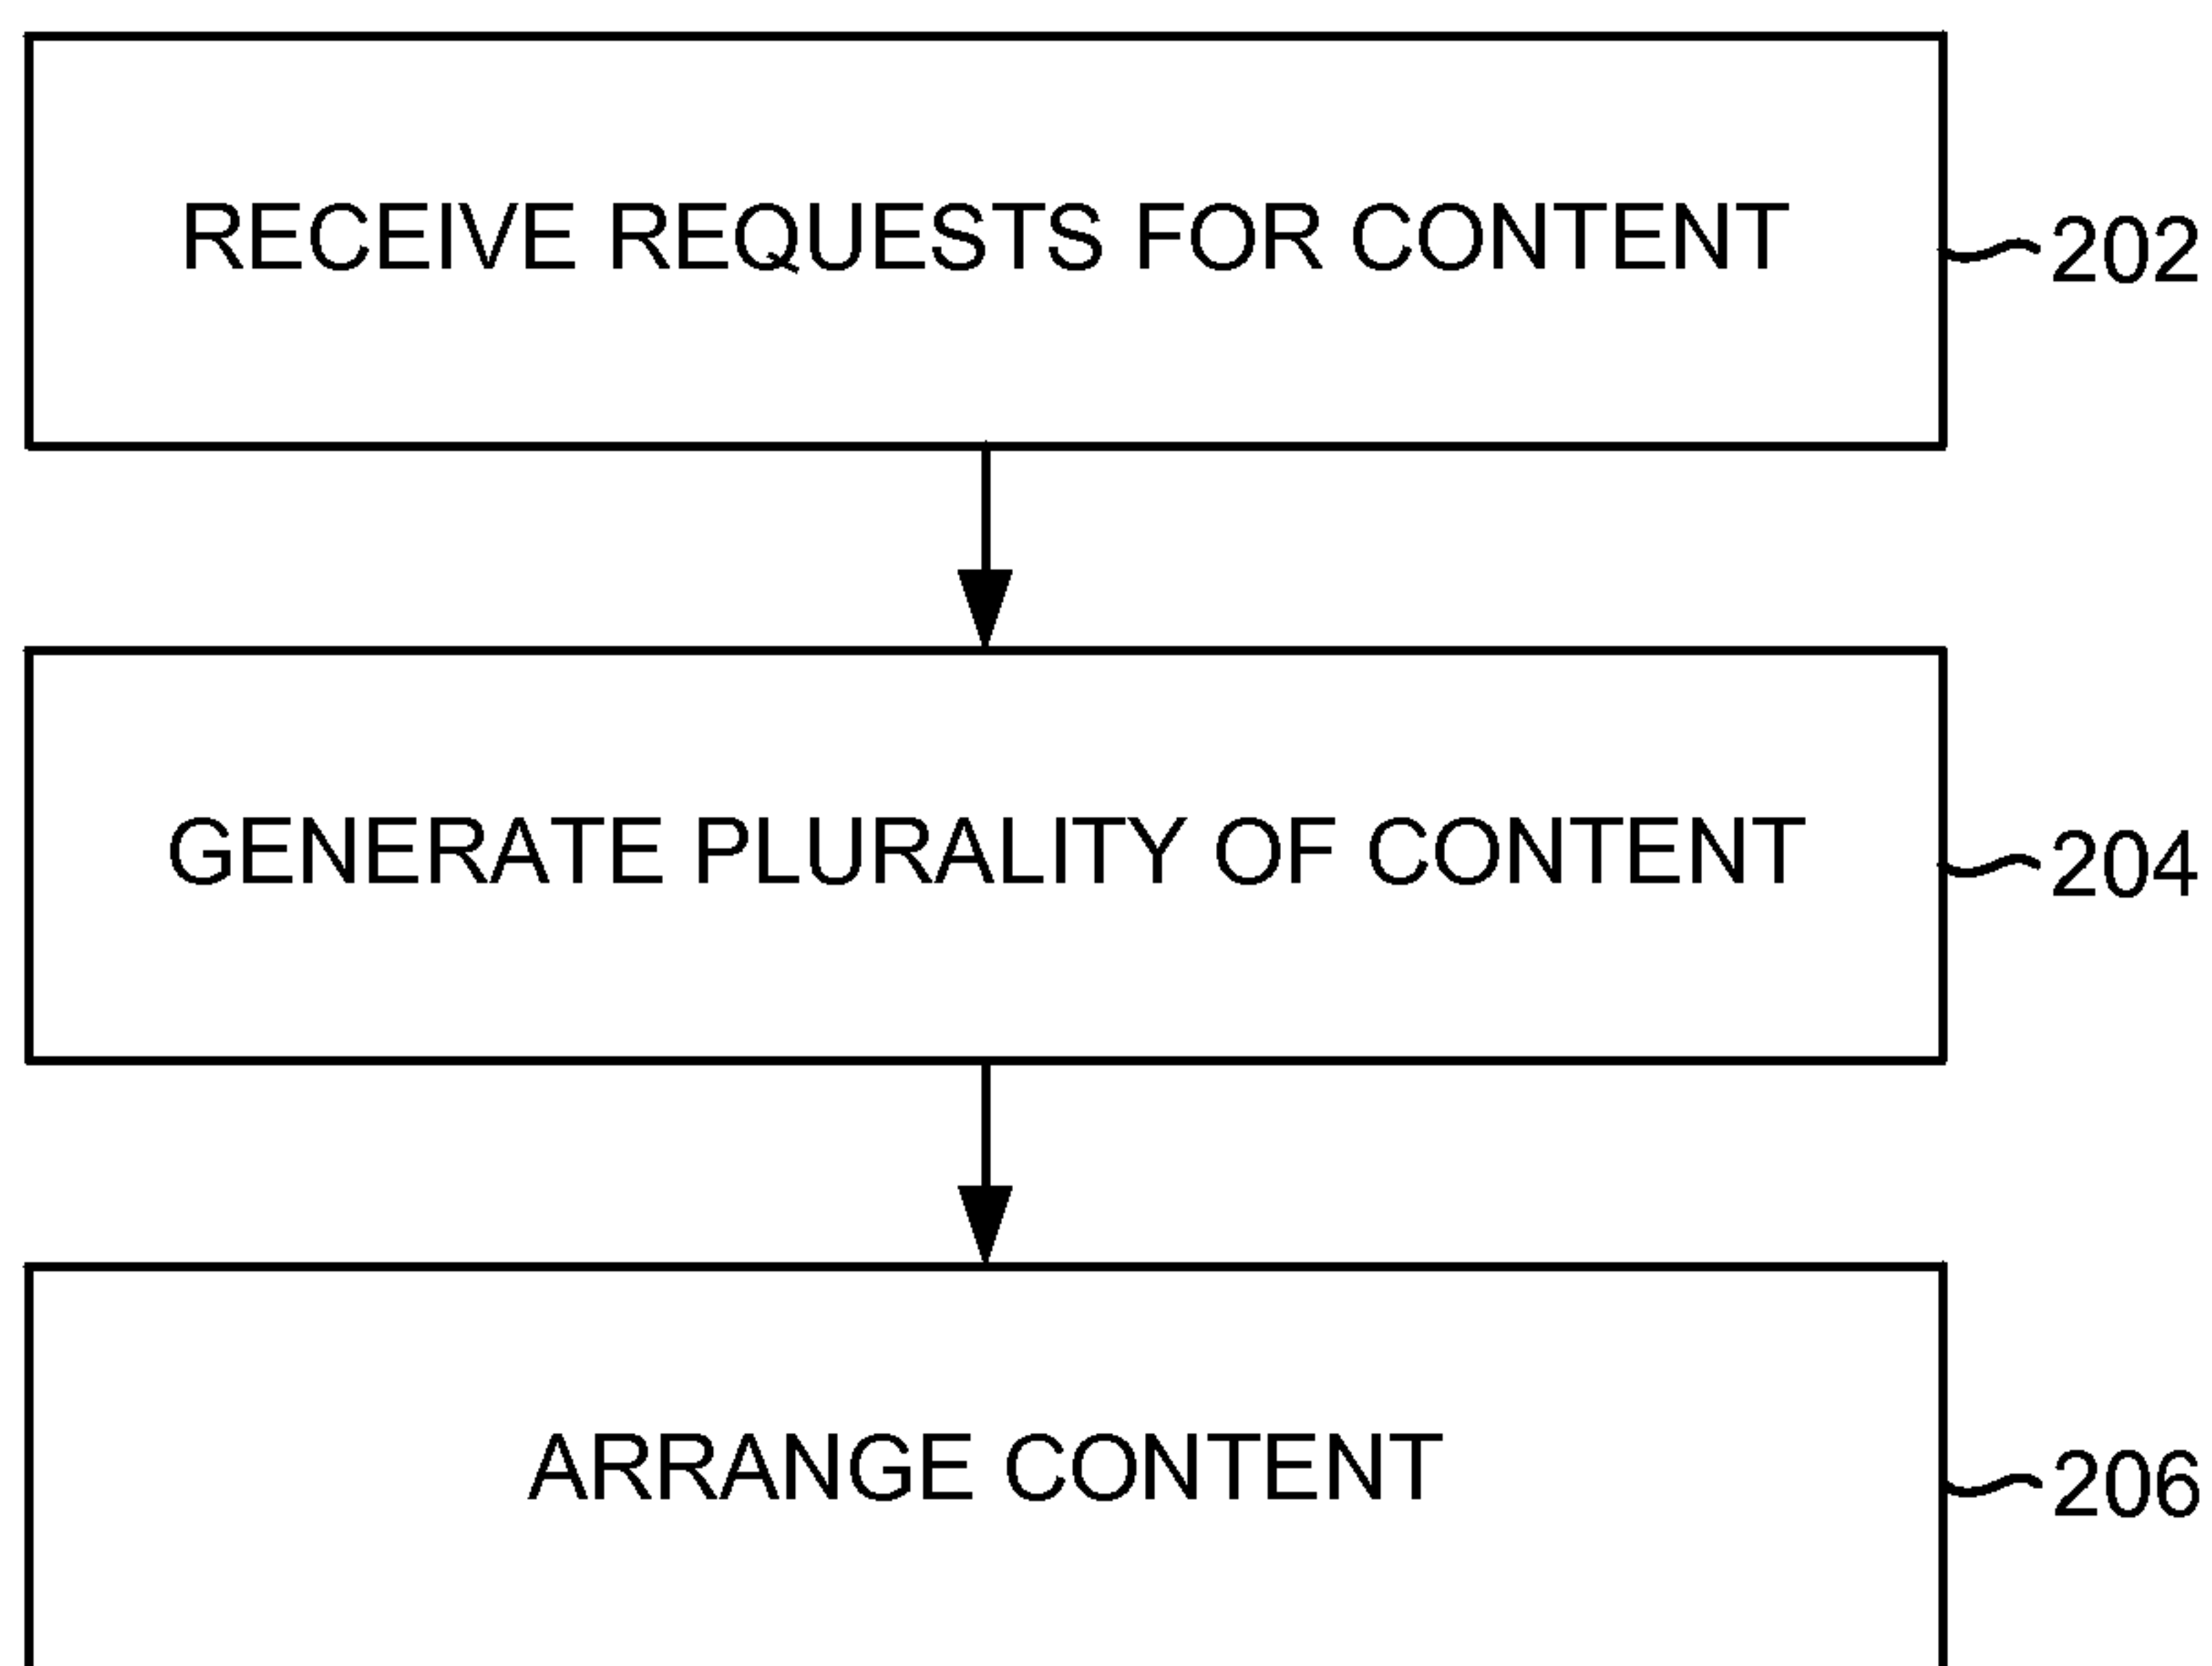 RECEIVE REQUESTS FOR CONTENT
202
GENERATE PLURALITY OF CONTENT
204
ARRANGE CONTENT
206